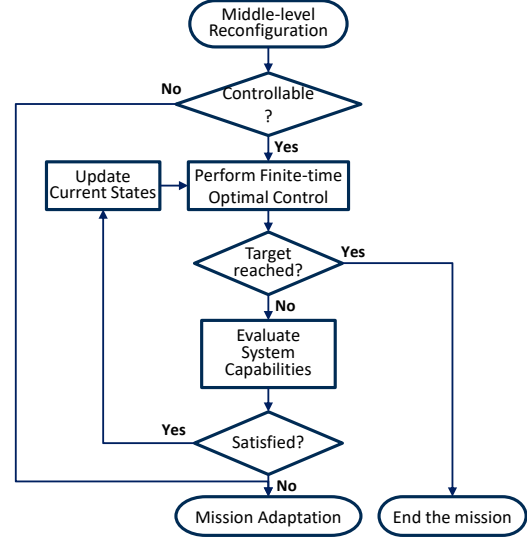 Middle-level
Reconfiguration
No
Controllable
?
Yes
Update
Current States
Perform Finite-time
Optimal Control
Target
reached?
Yes
No
Evaluate
System
Capabilities
Yes
Satisfied?
No
Mission Adaptation
End the mission